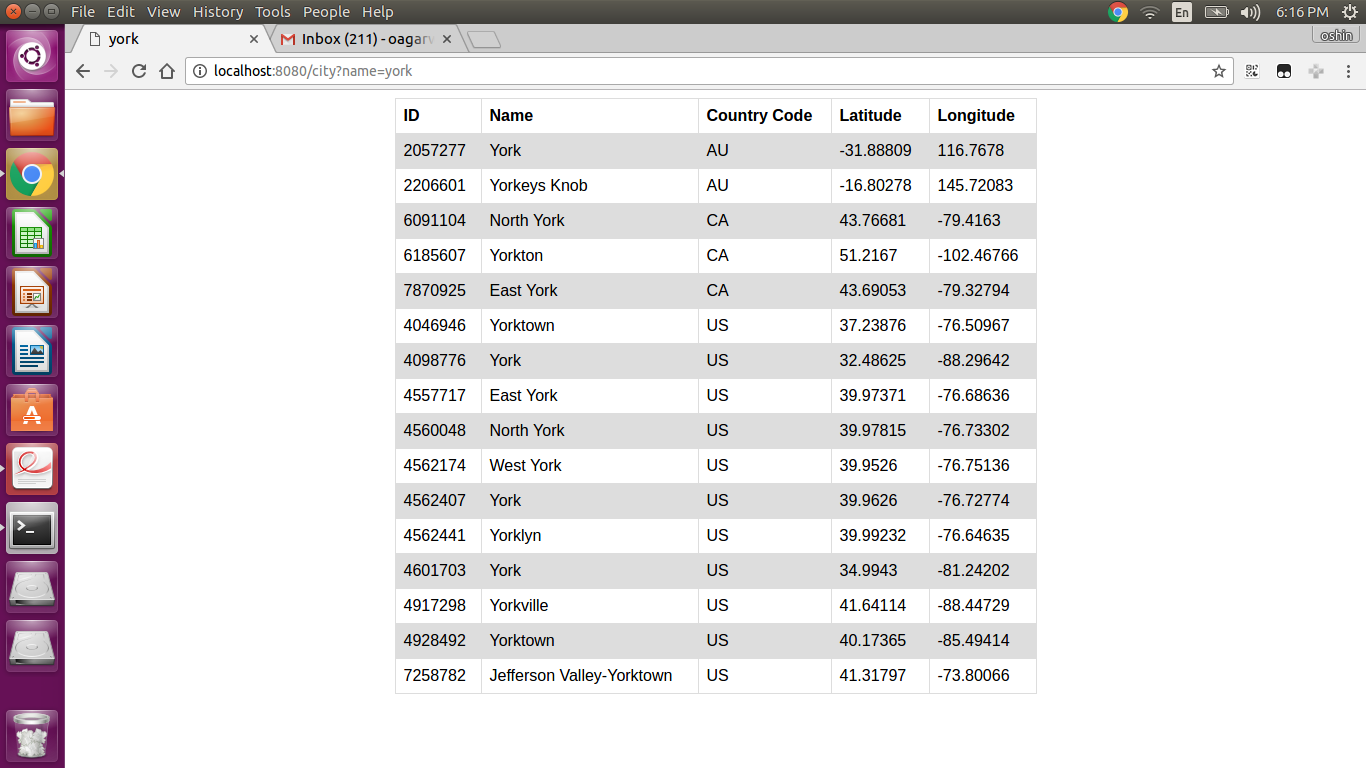 File Edit View History Tools People Help En 6:16 PM
york Inbox (211) - oagarw oshin
localhost:8080/city?name=york
ID Name Country Code Latitude Longitude
2057277 York AU -31.88809 116.7678
2206601 Yorkeys Knob AU -16.80278 145.72083
6091104 North York CA 43.76681 -79.4163
6185607 Yorkton CA 51.2167 -102.46766
7870925 East York CA 43.69053 -79.32794
4046946 Yorktown US 37.23876 -76.50967
4098776 York US 32.48625 -88.29642
4557717 East York US 39.97371 -76.68636
4560048 North York US 39.97815 -76.73302
4562174 West York US 39.9526 -76.75136
4562407 York US 39.9626 -76.72774
4562441 Yorklyn US 39.99232 -76.64635
4601703 York US 34.9943 -81.24202
4917298 Yorkville US 41.64114 -88.44729
4928492 Yorktown US 40.17365 -85.49414
7258782 Jefferson Valley-Yorktown US 41.31797 -73.80066